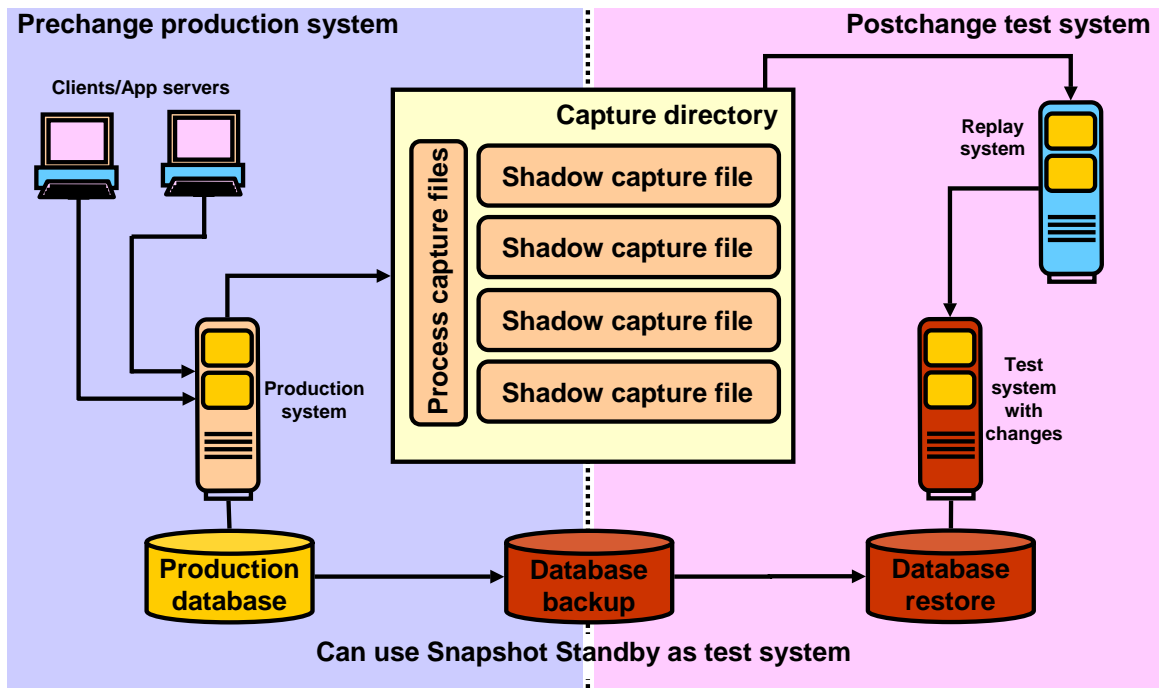 Prechange production system
Postchange test system
Clients/App servers
Capture directory
Process capture files
Shadow capture file
Shadow capture file
Shadow capture file
Shadow capture file
Replay
system
Production
system
Test
system
with
changes
Production
database
Database
backup
Database
restore
Can use Snapshot Standby as test system